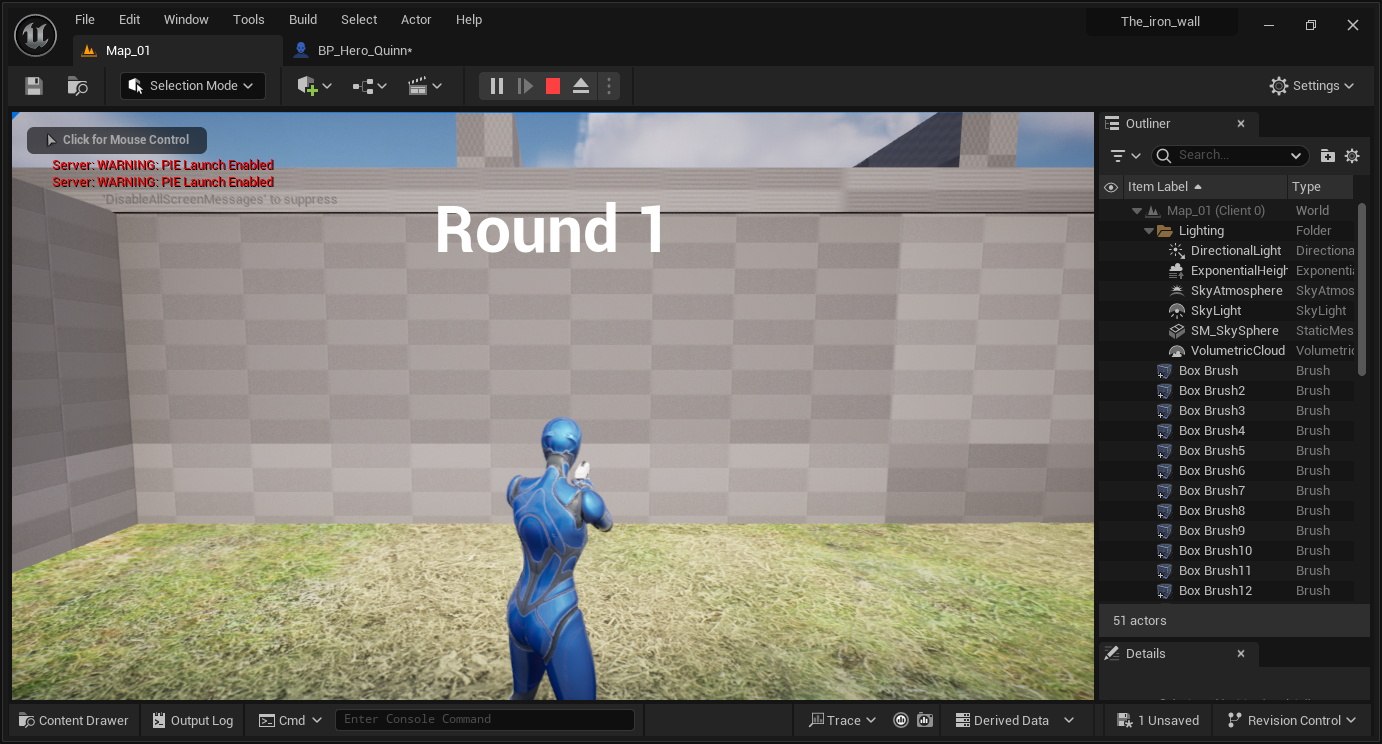 File Edit Window Tools Build Select Actor Help
The_iron_wall
Map_01
BP_Hero_Quinn*
Selection Mode
Settings
Click for Mouse Control
Server: WARNING: PIE Launch Enabled
Server: WARNING: PIE Launch Enabled
'DisableAllScreenMessages' to suppress
Round 1
Outliner
Search...
Item Label Type
Map_01 (Client 0) World
Lighting Folder
DirectionalLight Directiona
ExponentialHeigh Exponentia
SkyAtmosphere SkyAtmos
SkyLight SkyLight
SM_SkySphere StaticMes
VolumetricCloud Volumetric
Box Brush Brush
Box Brush2 Brush
Box Brush3 Brush
Box Brush4 Brush
Box Brush5 Brush
Box Brush6 Brush
Box Brush7 Brush
Box Brush8 Brush
Box Brush9 Brush
Box Brush10 Brush
Box Brush11 Brush
Box Brush12 Brush
51 actors
Details
Content Drawer Output Log Cmd Enter Console Command Trace Derived Data 1 Unsaved Revision Control